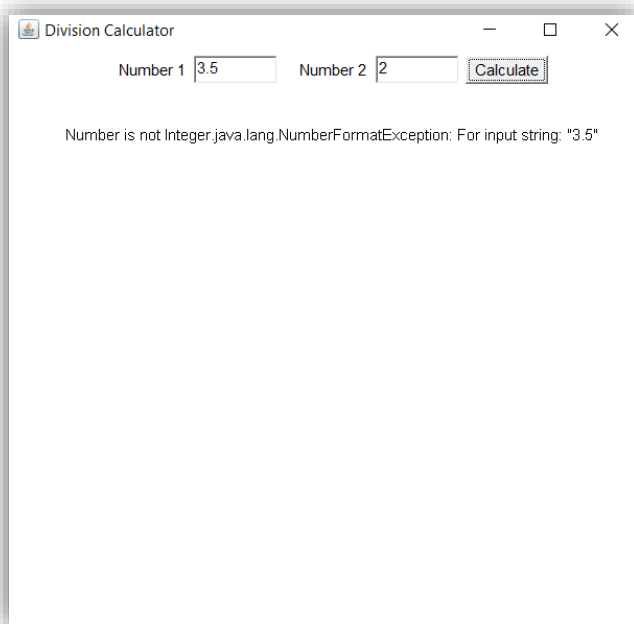 Division Calculator
Number 1 3.5 Number 2 2 Calculate
Number is not Integer.java.lang.NumberFormatException: For input string: "3.5"